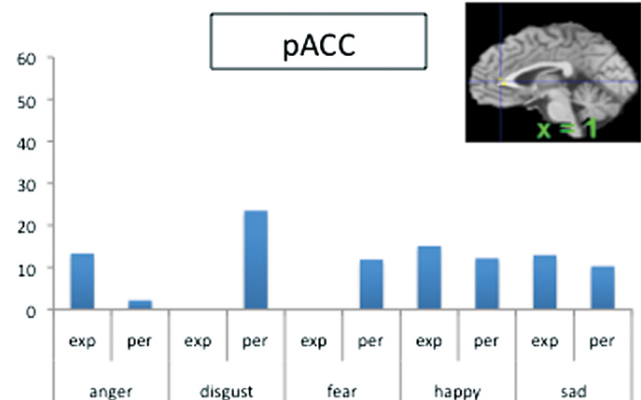 pACC
x = 1
60
50
40
30
20
10
0
exp per exp per exp per exp per exp per
anger disgust fear happy sad